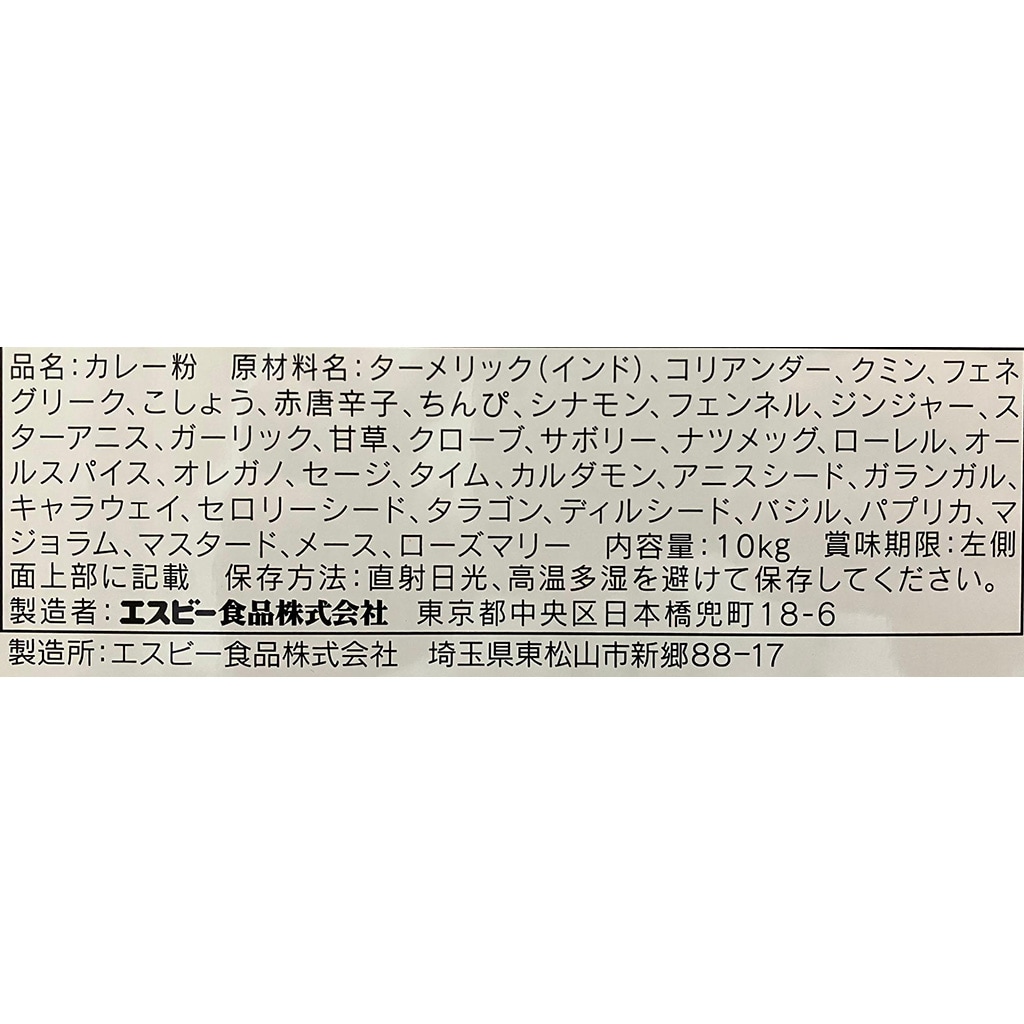 品名：カレー粉　原材料名：ターメリック（インド）、コリアンダー、クミン、フェネ
グリーク、こしょう、赤唐辛子、ちんぴ、シナモン、フェンネル、ジンジャー、ス
ターアニス、ガーリック、甘草、クローブ、サボリー、ナツメッグ、ローレル、オー
ルスパイス、オレガノ、セージ、タイム、カルダモン、アニスシード、ガランガル、
キャラウェイ、セロリーシード、タラゴン、ディルシード、バジル、パプリカ、マ
ジョラム、マスタード、メース、ローズマリー　内容量：10kg　賞味期限：左側
面上部に記載　保存方法：直射日光、高温多湿を避けて保存してください。
製造者：エスビー食品株式会社　東京都中央区日本橋兜町18-6
製造所：エスビー食品株式会社　埼玉県東松山市新郷88-17